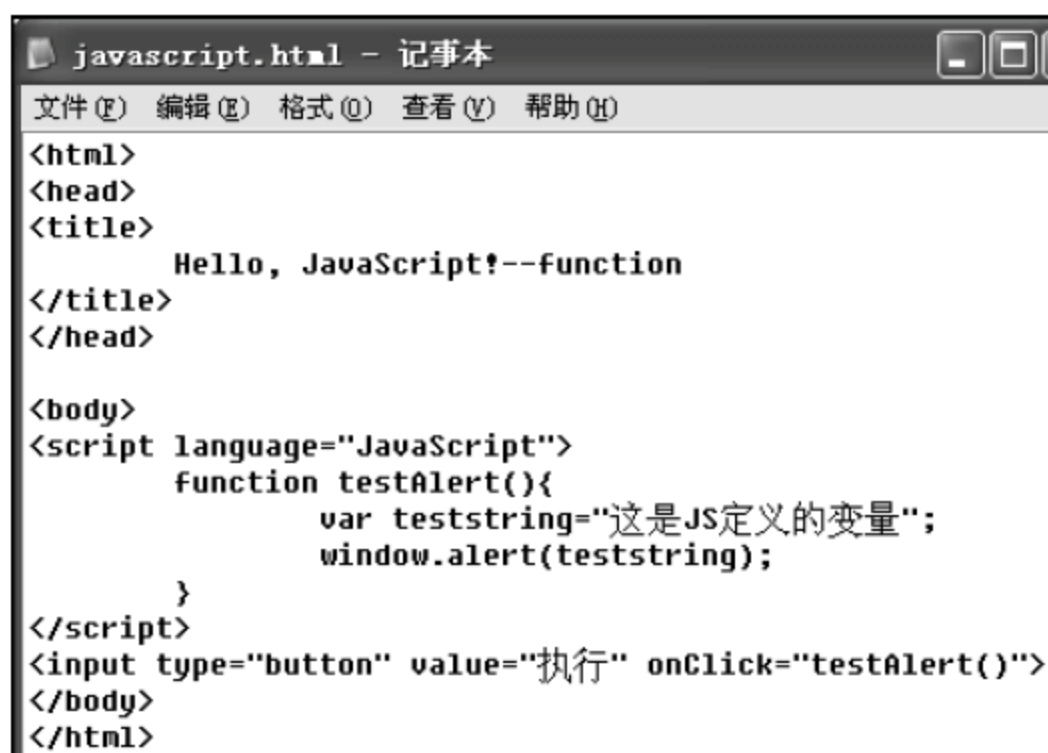 javascript.html - 记事本
文件(F) 编辑(E) 格式(O) 查看(V) 帮助(H)
<html>
<head>
<title>
        Hello, JavaScript!--function
</title>
</head>

<body>
<script language="JavaScript">
        function testAlert(){
                var teststring="这是JS定义的变量";
                window.alert(teststring);
        }
</script>
<input type="button" value="执行" onClick="testAlert()">
</body>
</html>